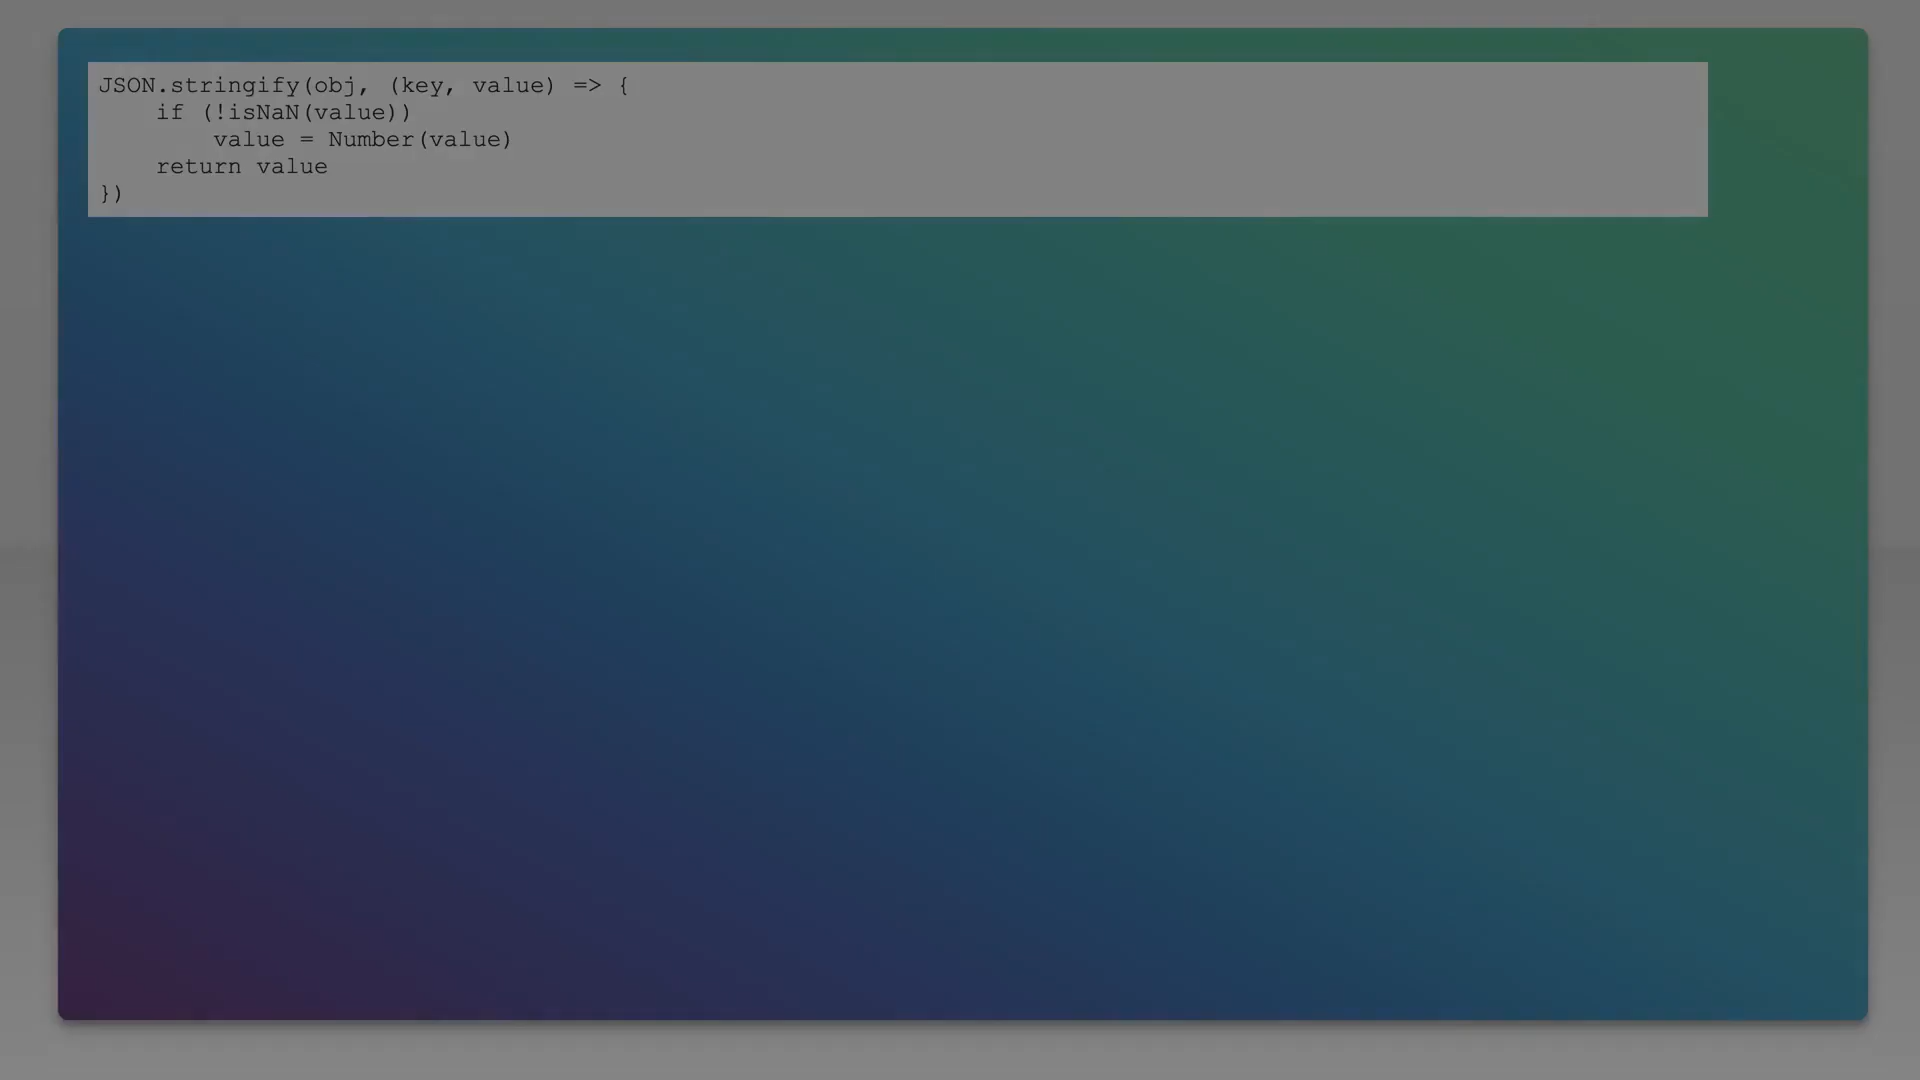 JSON.stringify(obj, (key, value) => {
    if (!isNaN(value))
        value = Number(value)
    return value
})